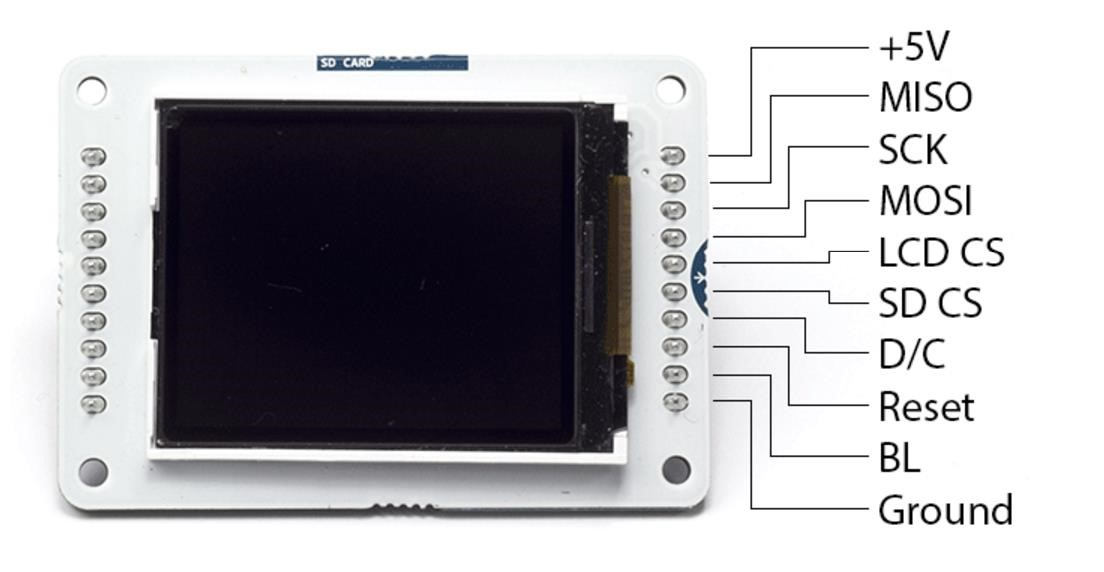 SD CARD
+5V
MISO
SCK
MOSI
LCD CS
SD CS
D/C
Reset
BL
Ground